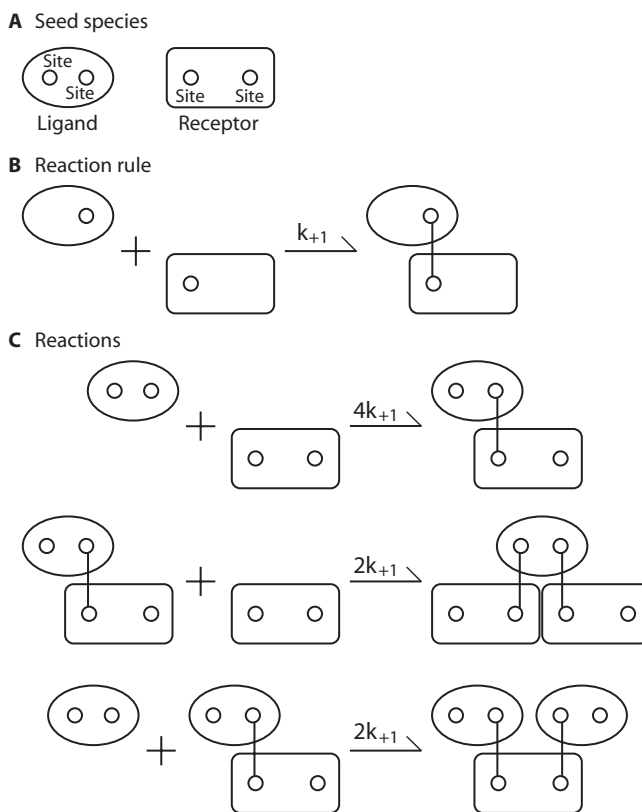 A Seed species
Site
Site
Site Site
Ligand Receptor
B Reaction rule
+ k+1
C Reactions
+ 4k+1
+ 2k+1
+ 2k+1